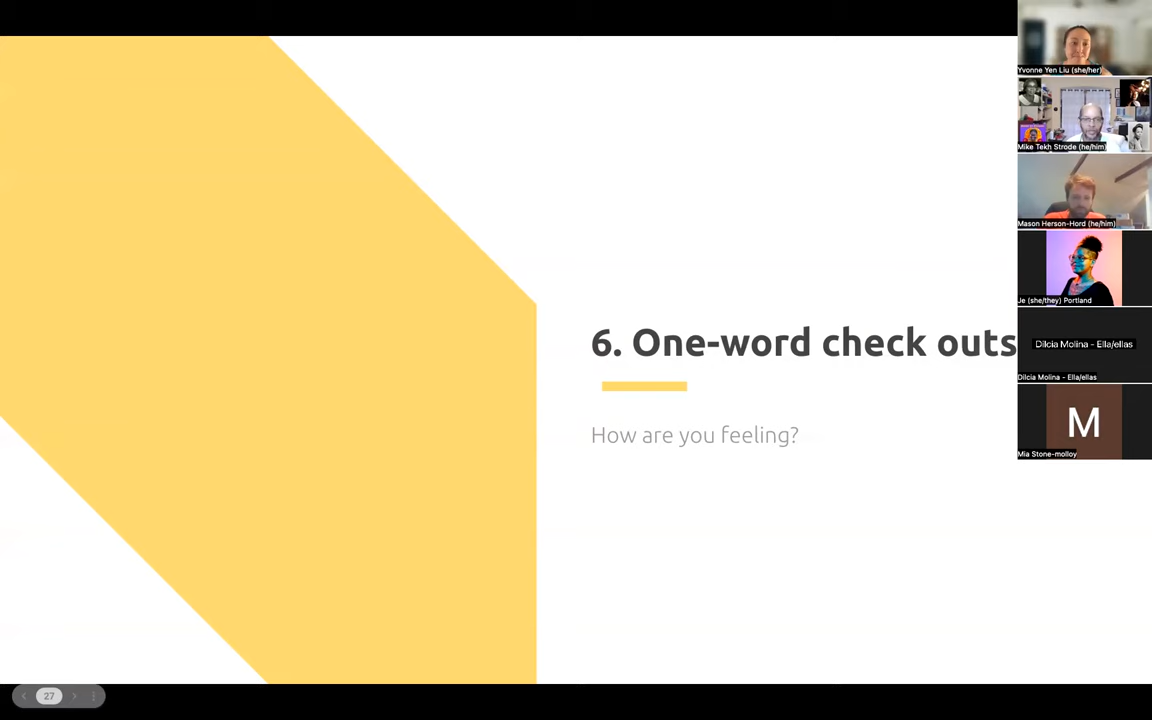 6. One-word check outs
How are you feeling?
Yvonne Yen Liu (she/her)
Mike Tekh Strode (he/him)
Mason Herson-Hord (he/him)
Je (she/they) Portland
Dilcia Molina - Ella/ellas
Dilcia Molina - Ella/ellas
M
Mia Stone-molloy
27